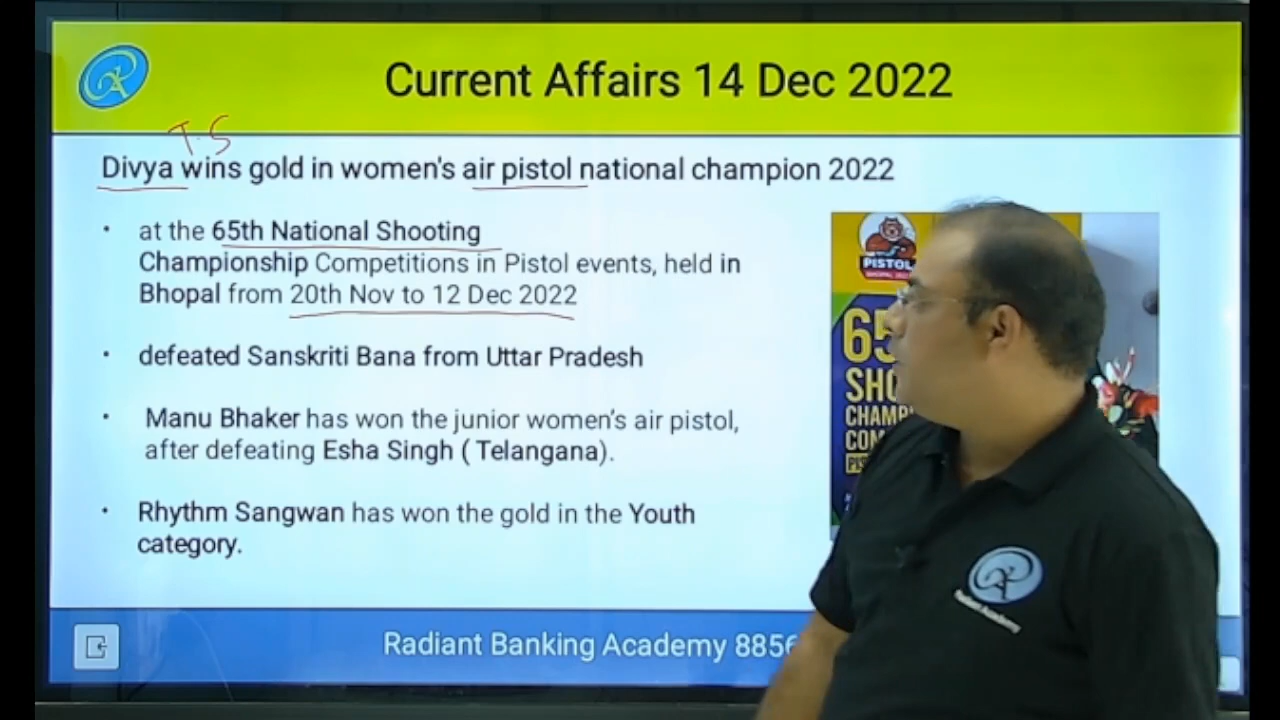 Current Affairs 14 Dec 2022
T.S
Divya wins gold in women's air pistol national champion 2022
• at the 65th National Shooting
Championship Competitions in Pistol events, held in
Bhopal from 20th Nov to 12 Dec 2022
• defeated Sanskriti Bana from Uttar Pradesh
• Manu Bhaker has won the junior women's air pistol,
after defeating Esha Singh ( Telangana).
• Rhythm Sangwan has won the gold in the Youth
category.
PISTOL
65
SHO
CHAM
COM
Radiant Banking Academy 8856
Radiant Academy